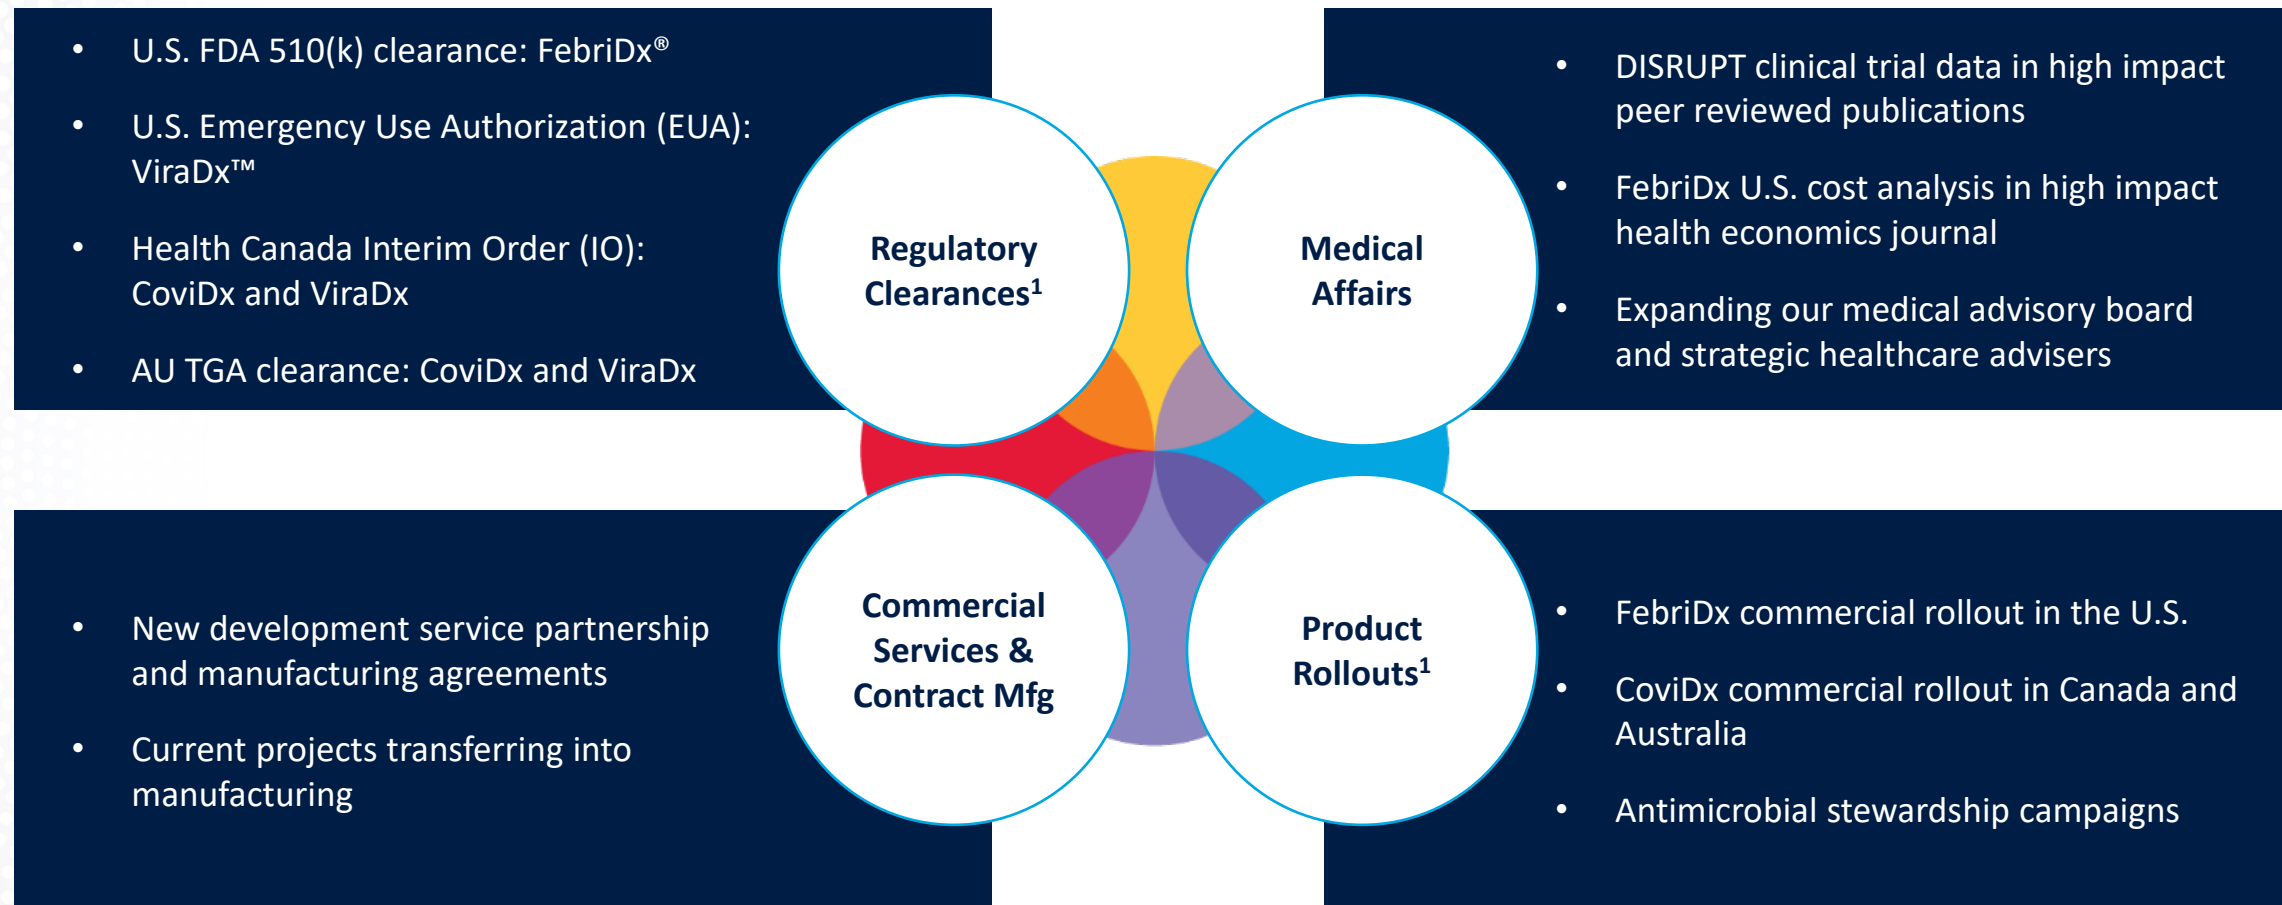 • U.S. FDA 510(k) clearance: FebriDx®
• U.S. Emergency Use Authorization (EUA):
ViraDx™
• Health Canada Interim Order (IO):
CoviDx and ViraDx
• AU TGA clearance: CoviDx and ViraDx
Regulatory
Clearances¹
Medical
Affairs
• DISRUPT clinical trial data in high impact
peer reviewed publications
• FebriDx U.S. cost analysis in high impact
health economics journal
• Expanding our medical advisory board
and strategic healthcare advisers
• New development service partnership
and manufacturing agreements
• Current projects transferring into
manufacturing
Commercial
Services &
Contract Mfg
Product
Rollouts¹
• FebriDx commercial rollout in the U.S.
• CoviDx commercial rollout in Canada and
Australia
• Antimicrobial stewardship campaigns